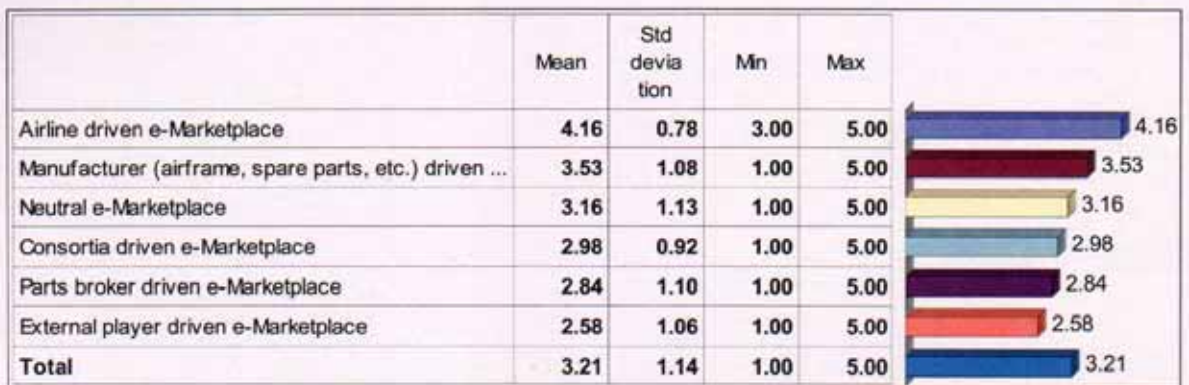 Mean Std devia tion Min Max
Airline driven e-Marketplace 4.16 0.78 3.00 5.00 4.16
Manufacturer (airframe, spare parts, etc.) driven ... 3.53 1.08 1.00 5.00 3.53
Neutral e-Marketplace 3.16 1.13 1.00 5.00 3.16
Consortia driven e-Marketplace 2.98 0.92 1.00 5.00 2.98
Parts broker driven e-Marketplace 2.84 1.10 1.00 5.00 2.84
External player driven e-Marketplace 2.58 1.06 1.00 5.00 2.58
Total 3.21 1.14 1.00 5.00 3.21